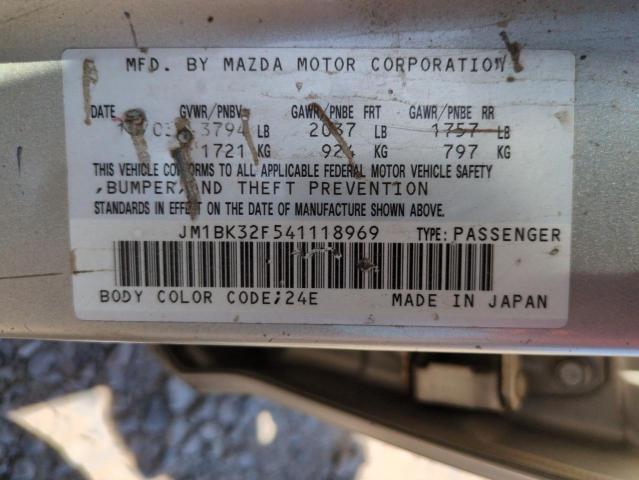 MFD. BY MAZDA MOTOR CORPORATION
DATE GVWR/PNBV GAWR/PNBE FRT GAWR/PNBE RR
3794 LB 2037 LB 1757 LB
1721 KG 924 KG 797 KG
THIS VEHICLE CONFORMS TO ALL APPLICABLE FEDERAL MOTOR VEHICLE SAFETY
,BUMPER,AND THEFT PREVENTION
STANDARDS IN EFFECT ON THE DATE OF MANUFACTURE SHOWN ABOVE.
JM1BK32F541118969 TYPE: PASSENGER
BODY COLOR CODE;24E MADE IN JAPAN